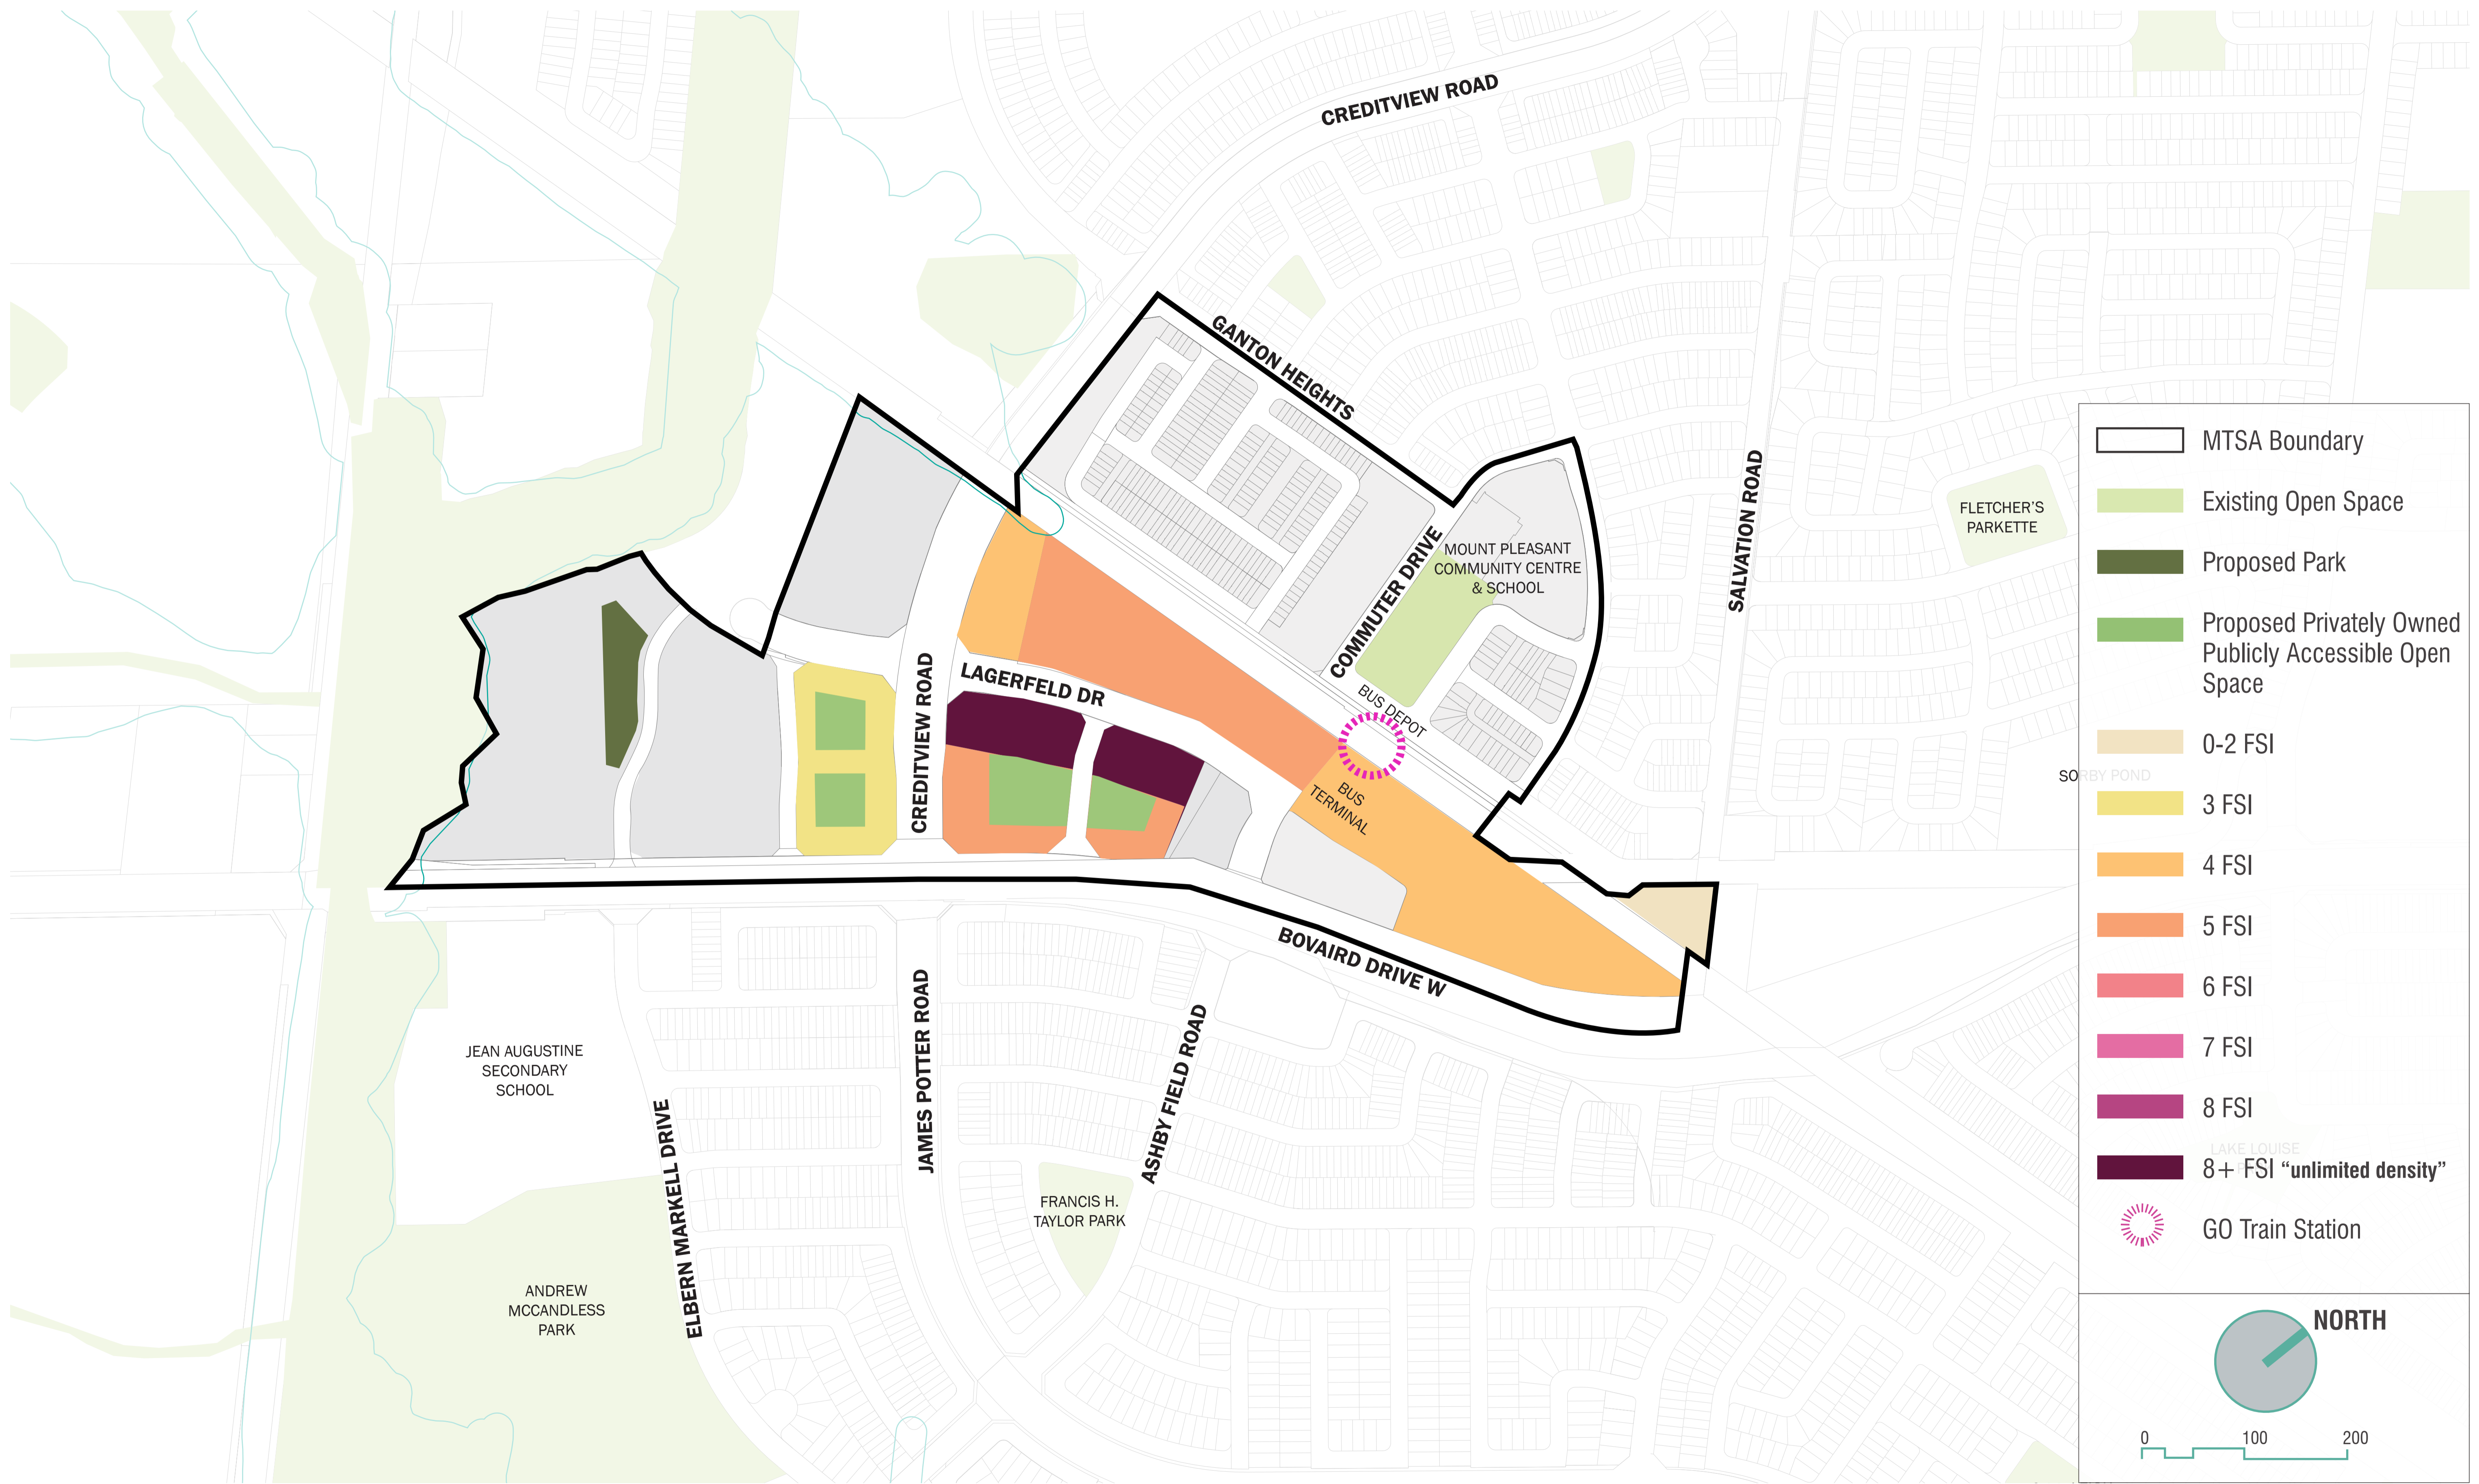 CREDITVIEW ROAD
GANTON HEIGHTS
COMMUTER DRIVE
MOUNT PLEASANT
COMMUNITY CENTRE
& SCHOOL
SALVATION ROAD
FLETCHER'S
PARKETTE
BUS DEPOT
LAGERFELD DR
CREDITVIEW ROAD
BUS
TERMINAL
SORBY POND
BOVAIRD DRIVE W
JAMES POTTER ROAD
ASHBY FIELD ROAD
ELBERN MARKELL DRIVE
JEAN AUGUSTINE
SECONDARY
SCHOOL
FRANCIS H.
TAYLOR PARK
ANDREW
MCCANDLESS
PARK
MTSA Boundary
Existing Open Space
Proposed Park
Proposed Privately Owned
Publicly Accessible Open
Space
0-2 FSI
3 FSI
4 FSI
5 FSI
6 FSI
7 FSI
8 FSI
LAKE LOUISE
8+ FSI “unlimited density”
GO Train Station
NORTH
0 100 200